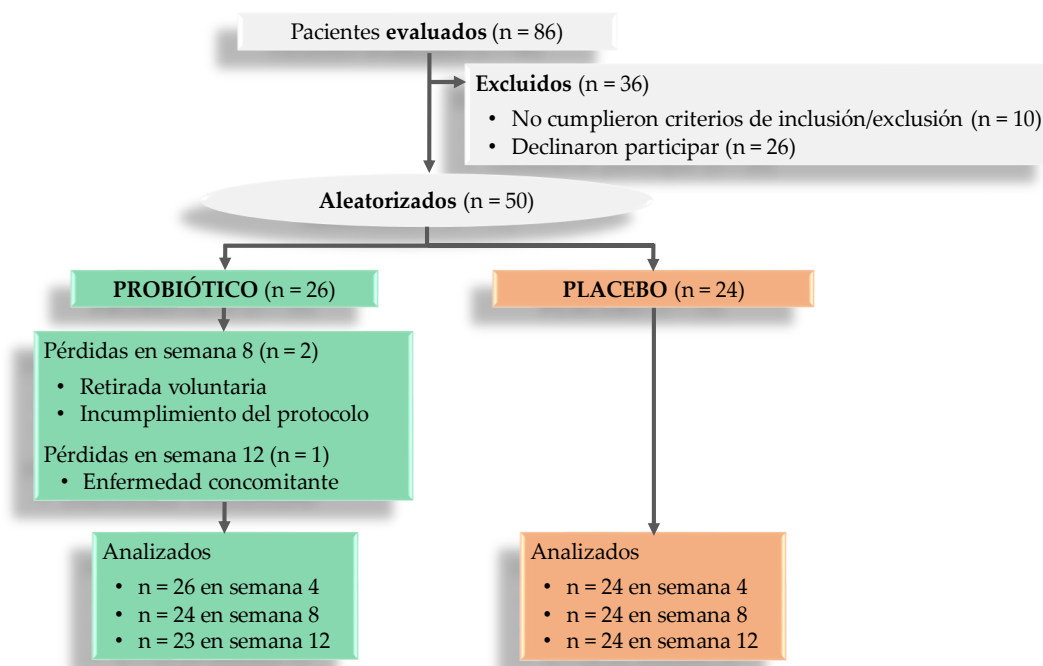 Pacientes evaluados (n = 86)
Excluidos (n = 36)
• No cumplieron criterios de inclusión/exclusión (n = 10)
• Declinaron participar (n = 26)
Aleatorizados (n = 50)
PROBIÓTICO (n = 26)
PLACEBO (n = 24)
Pérdidas en semana 8 (n = 2)
• Retirada voluntaria
• Incumplimiento del protocolo
Pérdidas en semana 12 (n = 1)
• Enfermedad concomitante
Analizados
• n = 26 en semana 4
• n = 24 en semana 8
• n = 23 en semana 12
Analizados
• n = 24 en semana 4
• n = 24 en semana 8
• n = 24 en semana 12